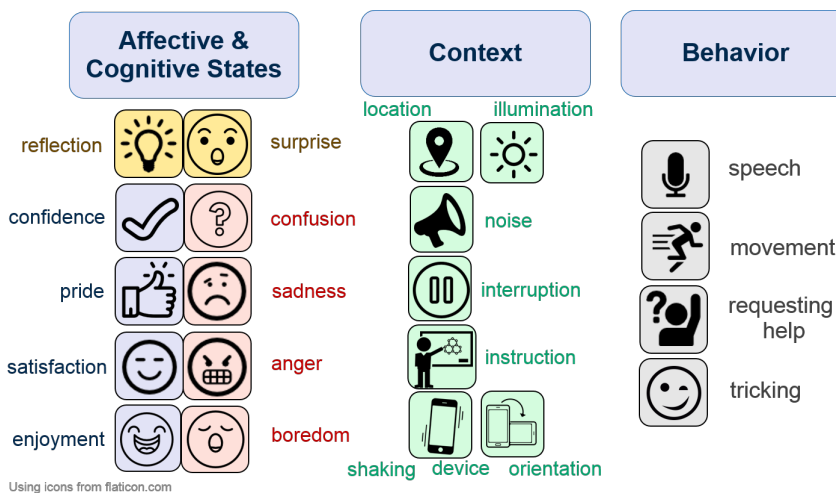 Affective &
Cognitive States
Context
Behavior
reflection
surprise
confidence
confusion
pride
sadness
satisfaction
anger
enjoyment
boredom
location
illumination
noise
interruption
instruction
shaking
device
orientation
speech
movement
requesting
help
tricking
Using icons from flaticon.com